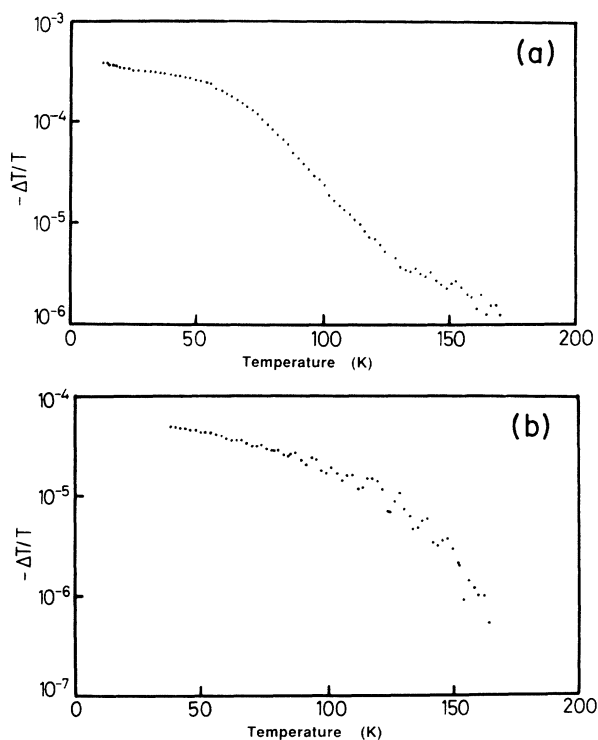 10⁻³
(a)
10⁻⁴
- ΔT/T
10⁻⁵
10⁻⁶
0 50 100 150 200
Temperature (K)
10⁻⁴
(b)
10⁻⁵
- ΔT/T
10⁻⁶
10⁻⁷
0 50 100 150 200
Temperature (K)